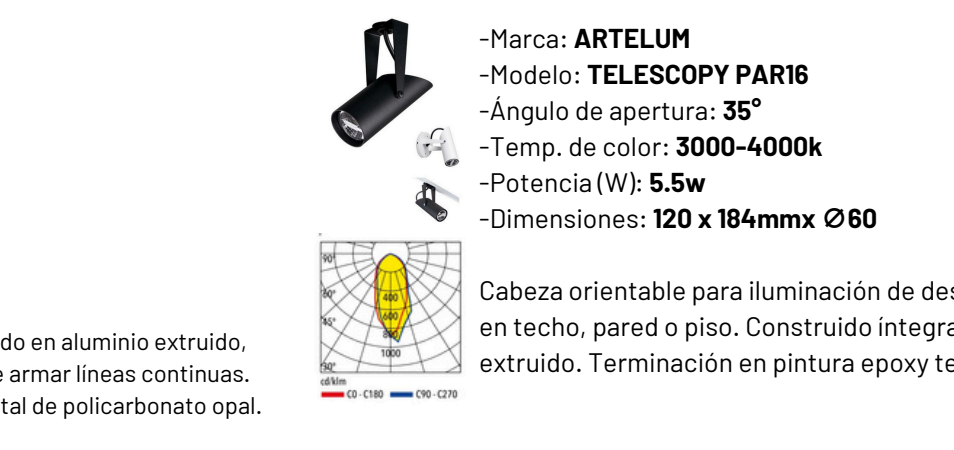 -Marca: ARTELUM
-Modelo: TELESCOPY PAR16
-Ángulo de apertura: 35°
-Temp. de color: 3000-4000k
-Potencia (W): 5.5w
-Dimensiones: 120 x 184mmx ∅60
90°
60°
45°
30°
400
600
800
1000
cd/klm
C0 - C180 C90 - C270
Cabeza orientable para iluminación de des
en techo, pared o piso. Construido íntegra
extruido. Terminación en pintura epoxy te
do en aluminio extruido,
e armar líneas continuas.
tal de policarbonato opal.